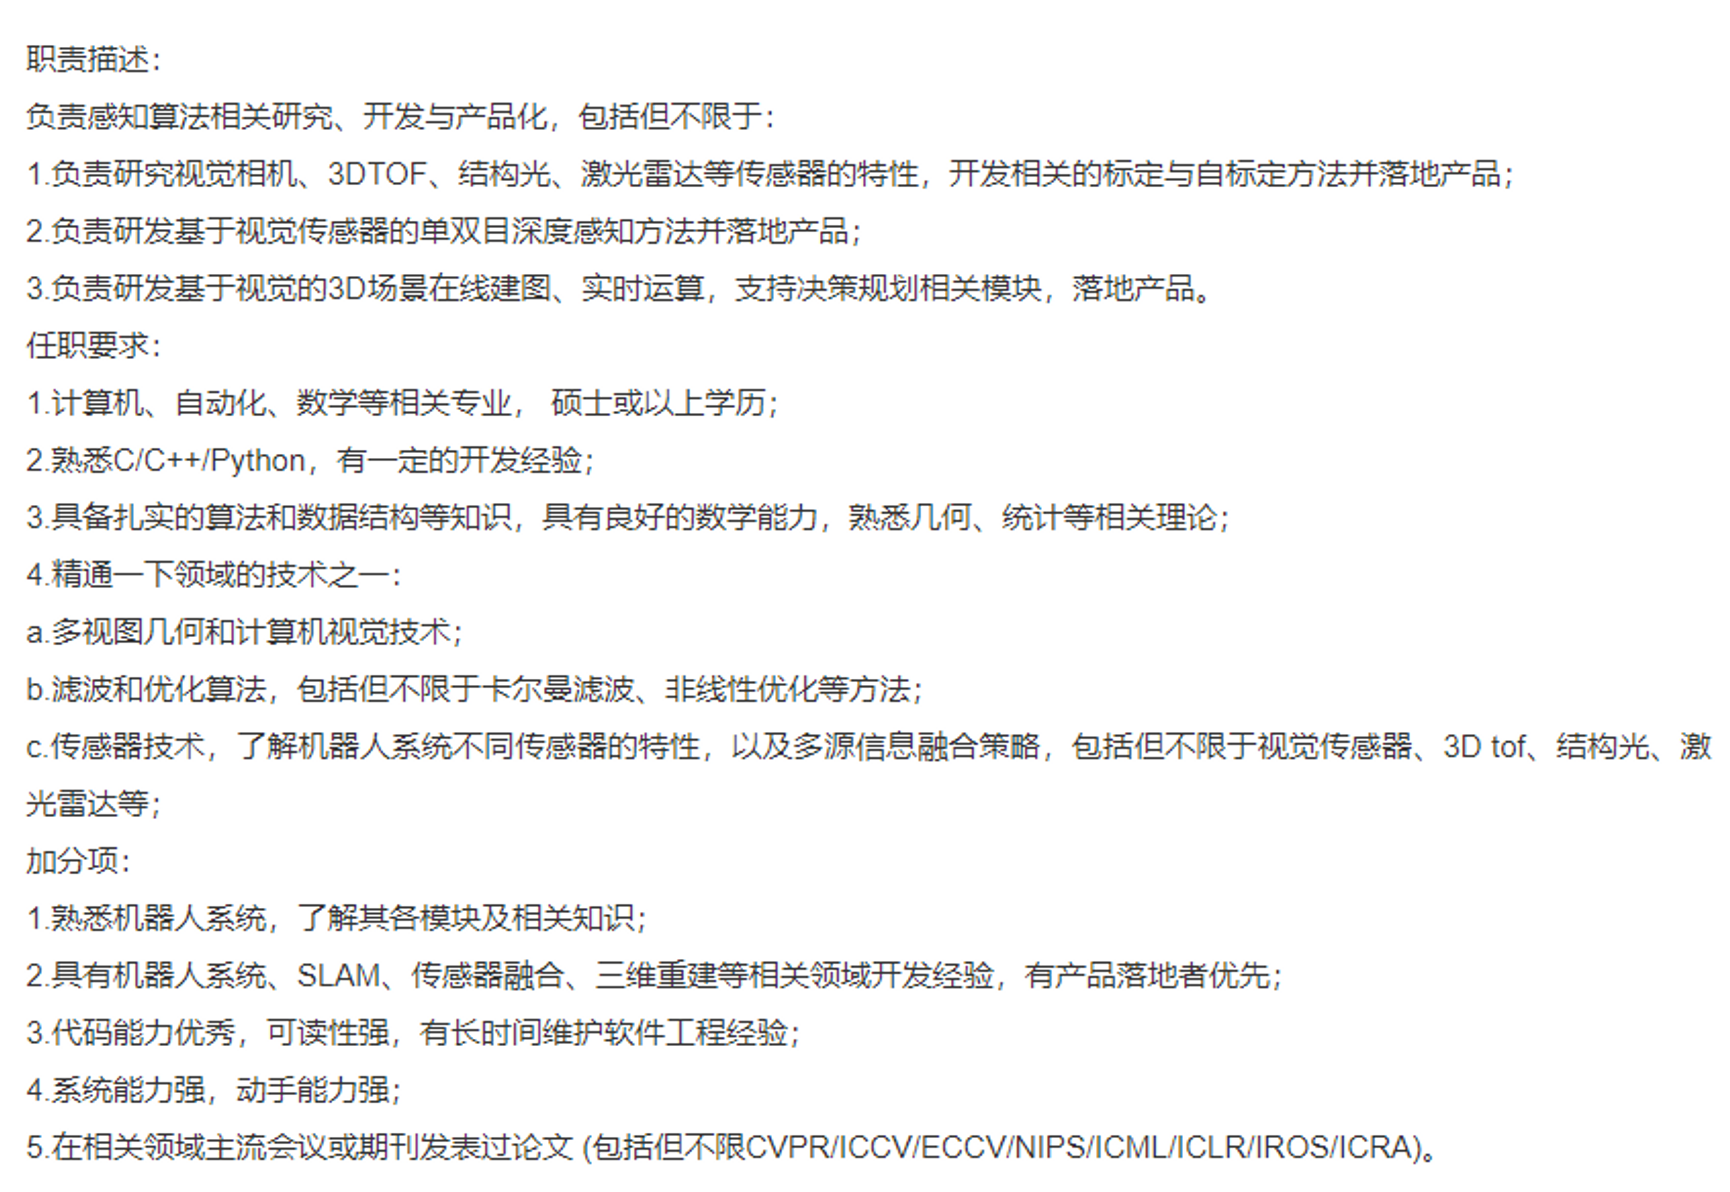 职责描述：
负责感知算法相关研究、开发与产品化，包括但不限于：
1.负责研究视觉相机、3DTOF、结构光、激光雷达等传感器的特性，开发相关的标定与自标定方法并落地产品；
2.负责研发基于视觉传感器的单双目深度感知方法并落地产品；
3.负责研发基于视觉的3D场景在线建图、实时运算，支持决策规划相关模块，落地产品。
任职要求：
1.计算机、自动化、数学等相关专业， 硕士或以上学历；
2.熟悉C/C++/Python，有一定的开发经验；
3.具备扎实的算法和数据结构等知识，具有良好的数学能力，熟悉几何、统计等相关理论；
4.精通一下领域的技术之一：
a.多视图几何和计算机视觉技术；
b.滤波和优化算法，包括但不限于卡尔曼滤波、非线性优化等方法；
c.传感器技术，了解机器人系统不同传感器的特性，以及多源信息融合策略，包括但不限于视觉传感器、3D tof、结构光、激
光雷达等；
加分项：
1.熟悉机器人系统，了解其各模块及相关知识；
2.具有机器人系统、SLAM、传感器融合、三维重建等相关领域开发经验，有产品落地者优先；
3.代码能力优秀，可读性强，有长时间维护软件工程经验；
4.系统能力强，动手能力强；
5.在相关领域主流会议或期刊发表过论文 (包括但不限CVPR/ICCV/ECCV/NIPS/ICML/ICLR/IROS/ICRA)。